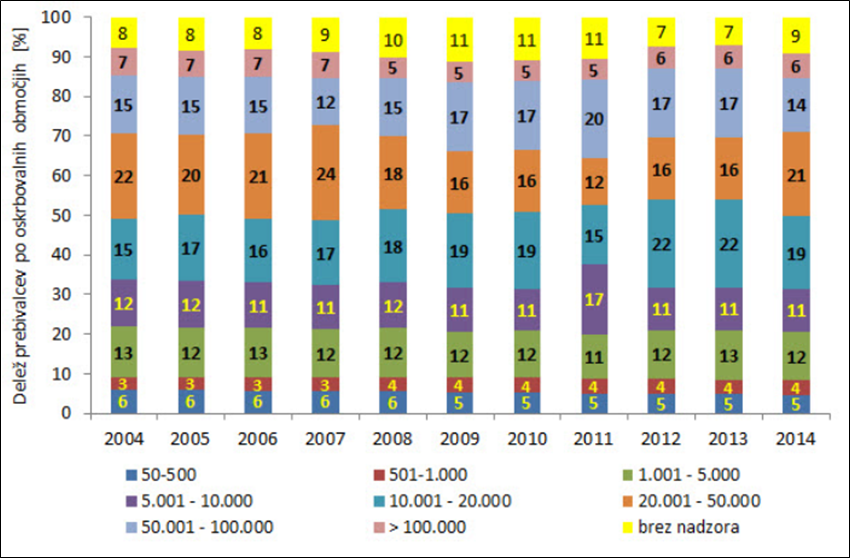 Delež prebivalcev po oskrbovalnih območjih [%]
100
90
80
70
60
50
40
30
20
10
0
8 8 8 9 10 11 11 11 7 7 9
7 7 7 7 5 5 5 5 6 6 6
15 15 15 12 15 17 17 20 17 17 14
22 20 21 24 18 16 16 12 16 16 21
15 17 16 17 18 19 19 15 22 22 19
12 12 11 11 12 11 11 17 11 11 11
13 12 13 12 12 12 12 11 12 13 12
3 3 3 3 4 4 4 4 4 4 4
6 6 6 6 6 5 5 5 5 5 5
2004 2005 2006 2007 2008 2009 2010 2011 2012 2013 2014
50-500 501-1.000 1.001 - 5.000
5.001 - 10.000 10.001 - 20.000 20.001 - 50.000
50.001 - 100.000 > 100.000 brez nadzora